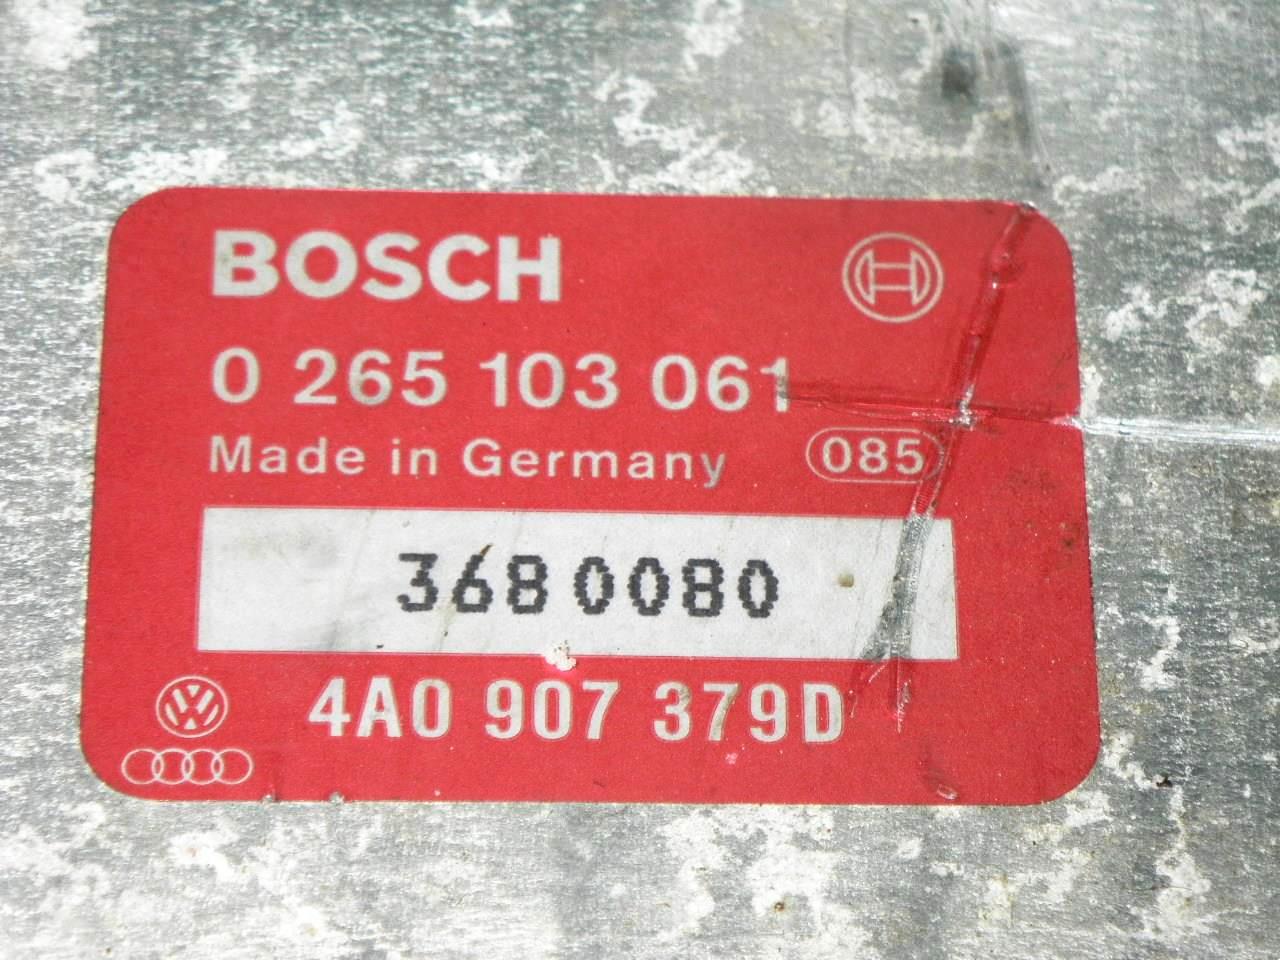 BOSCH
0 265 103 061
Made in Germany 085
3680080
4A0 907 379D